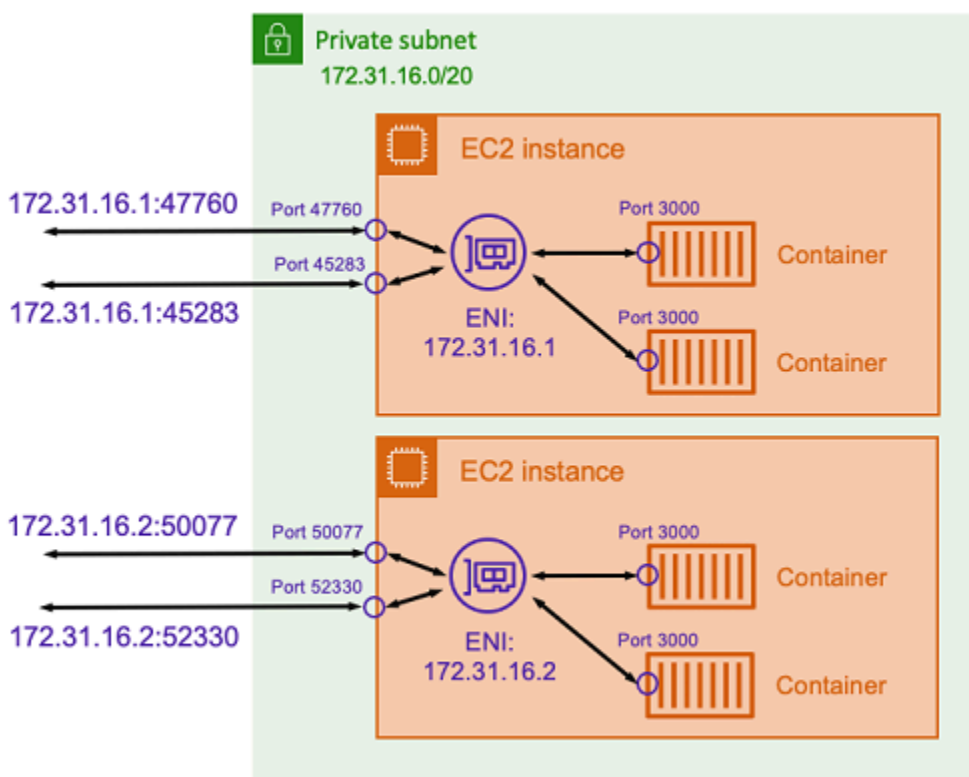 Private subnet
172.31.16.0/20
EC2 instance
172.31.16.1:47760
Port 47760
Port 3000
Container
Port 45283
172.31.16.1:45283
ENI:
172.31.16.1
Port 3000
Container
EC2 instance
172.31.16.2:50077
Port 50077
Port 3000
Container
Port 52330
172.31.16.2:52330
ENI:
172.31.16.2
Port 3000
Container